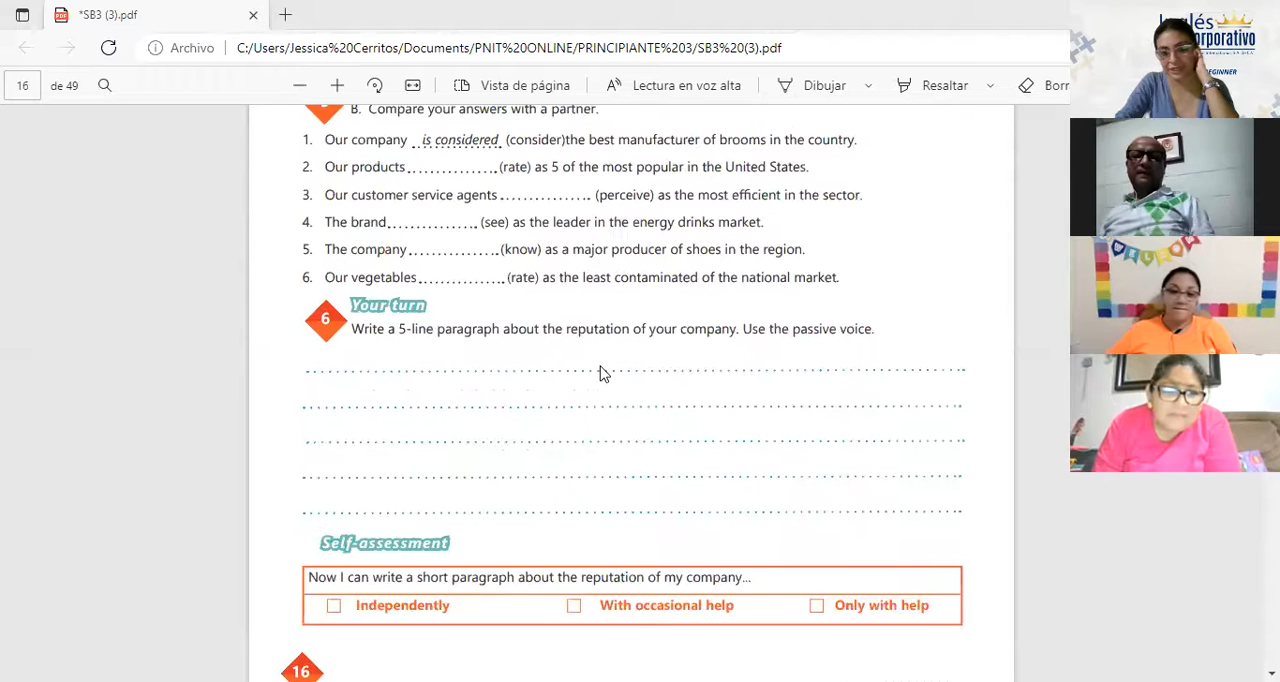 *SB3 (3).pdf
Archivo
C:/Users/Jessica%20Cerritos/Documents/PNIT%20ONLINE/PRINCIPIANTE%203/SB3%20(3).pdf
16 de 49
Vista de página
Lectura en voz alta
Dibujar
Resaltar
Borr
Inglés
Corporativo
BEGINNER
B. Compare your answers with a partner.
1. Our company ..is considered. (consider)the best manufacturer of brooms in the country.
2. Our products...............(rate) as 5 of the most popular in the United States.
3. Our customer service agents............... (perceive) as the most efficient in the sector.
4. The brand............... (see) as the leader in the energy drinks market.
5. The company...............(know) as a major producer of shoes in the region.
6. Our vegetables...............(rate) as the least contaminated of the national market.
6
Your turn
Write a 5-line paragraph about the reputation of your company. Use the passive voice.
Self-assessment
Now I can write a short paragraph about the reputation of my company...
Independently
With occasional help
Only with help
16